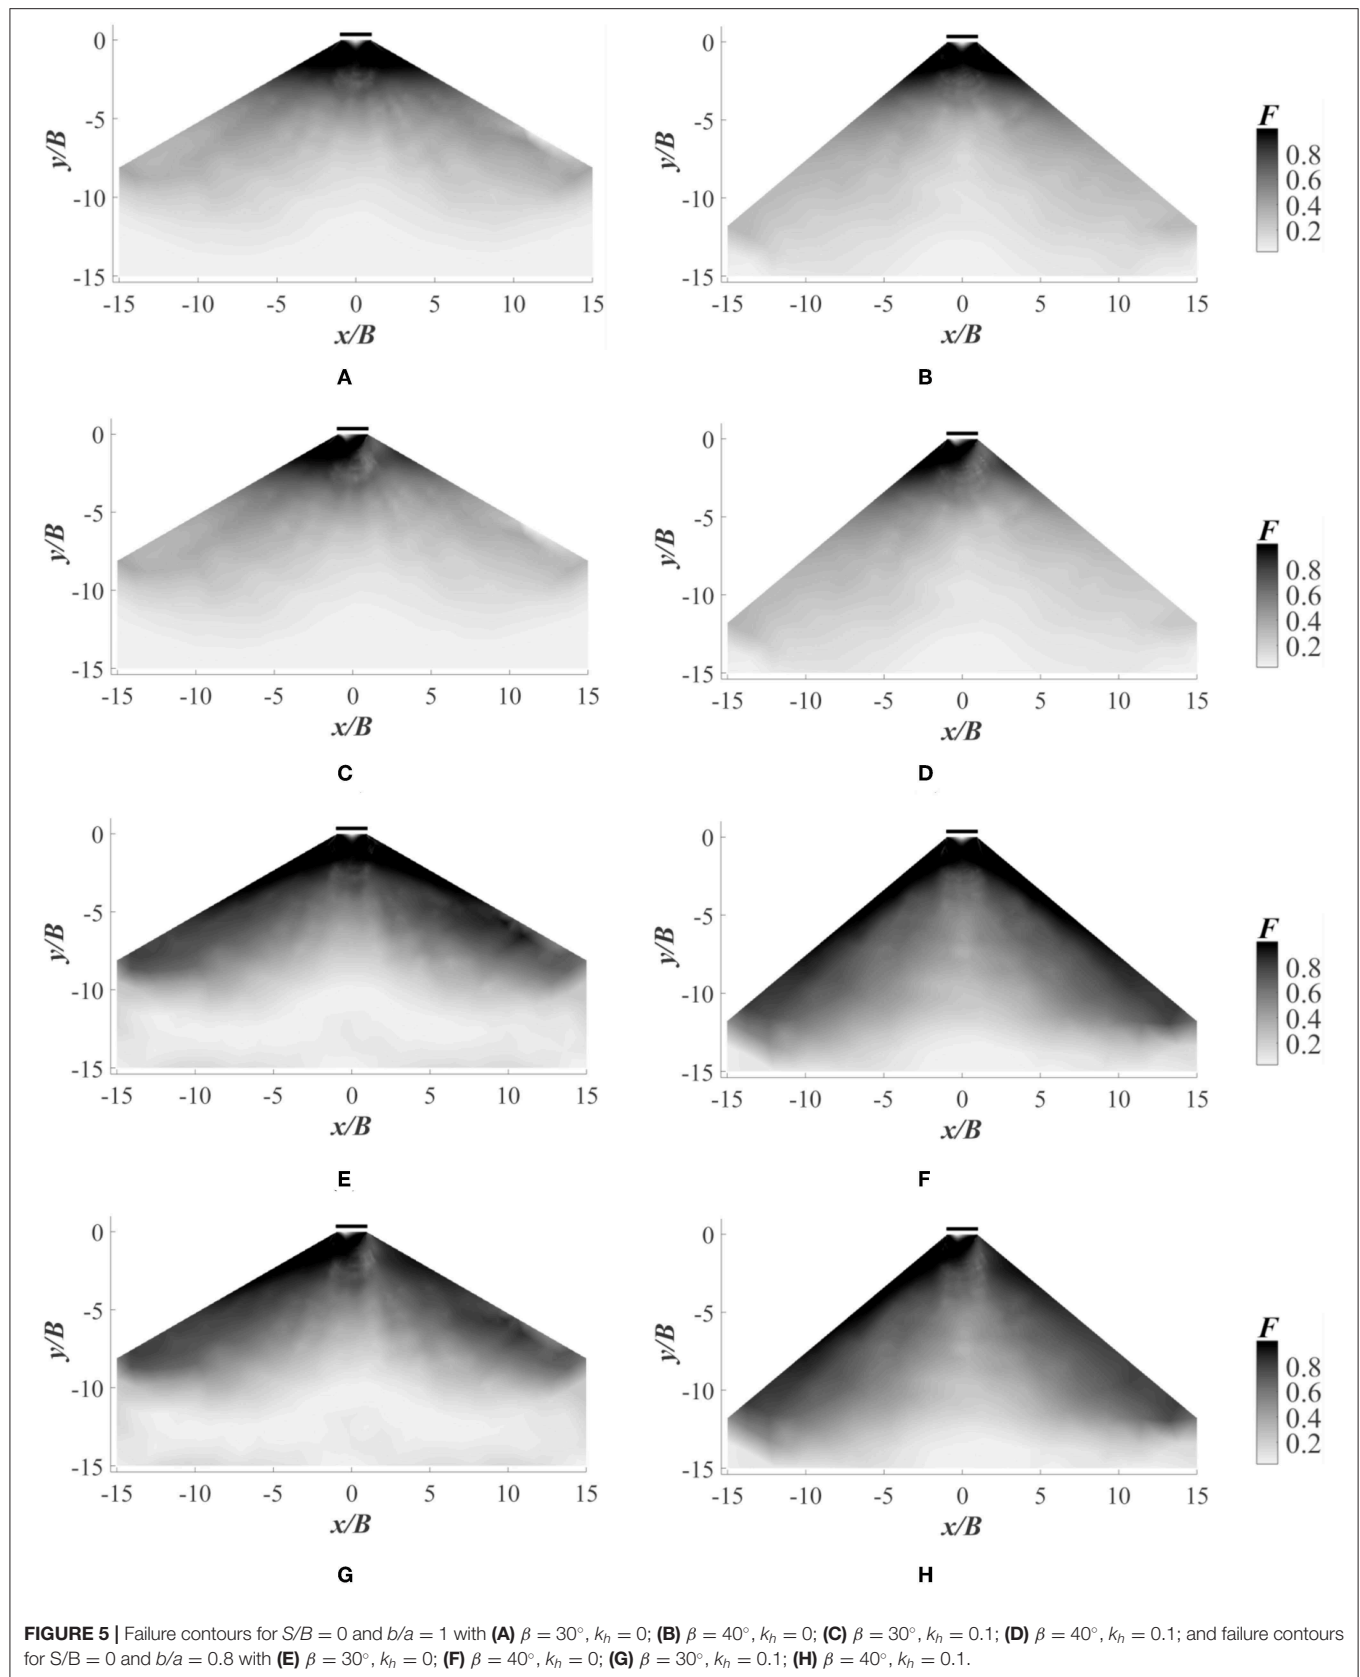 0
-5
-10
-15
y/B
-15 -10 -5 0 5 10 15
x/B
A
0
-5
-10
-15
y/B
-15 -10 -5 0 5 10 15
x/B
B
F
0.8
0.6
0.4
0.2
0
-5
-10
-15
y/B
-15 -10 -5 0 5 10 15
x/B
C
0
-5
-10
-15
y/B
-15 -10 -5 0 5 10 15
x/B
D
F
0.8
0.6
0.4
0.2
0
-5
-10
-15
y/B
-15 -10 -5 0 5 10 15
x/B
E
0
-5
-10
-15
y/B
-15 -10 -5 0 5 10 15
x/B
F
F
0.8
0.6
0.4
0.2
0
-5
-10
-15
y/B
-15 -10 -5 0 5 10 15
x/B
G
0
-5
-10
-15
y/B
-15 -10 -5 0 5 10 15
x/B
H
F
0.8
0.6
0.4
0.2
FIGURE 5 | Failure contours for S/B = 0 and b/a = 1 with (A) β = 30°, kₕ = 0; (B) β = 40°, kₕ = 0; (C) β = 30°, kₕ = 0.1; (D) β = 40°, kₕ = 0.1; and failure contours
for S/B = 0 and b/a = 0.8 with (E) β = 30°, kₕ = 0; (F) β = 40°, kₕ = 0; (G) β = 30°, kₕ = 0.1; (H) β = 40°, kₕ = 0.1.